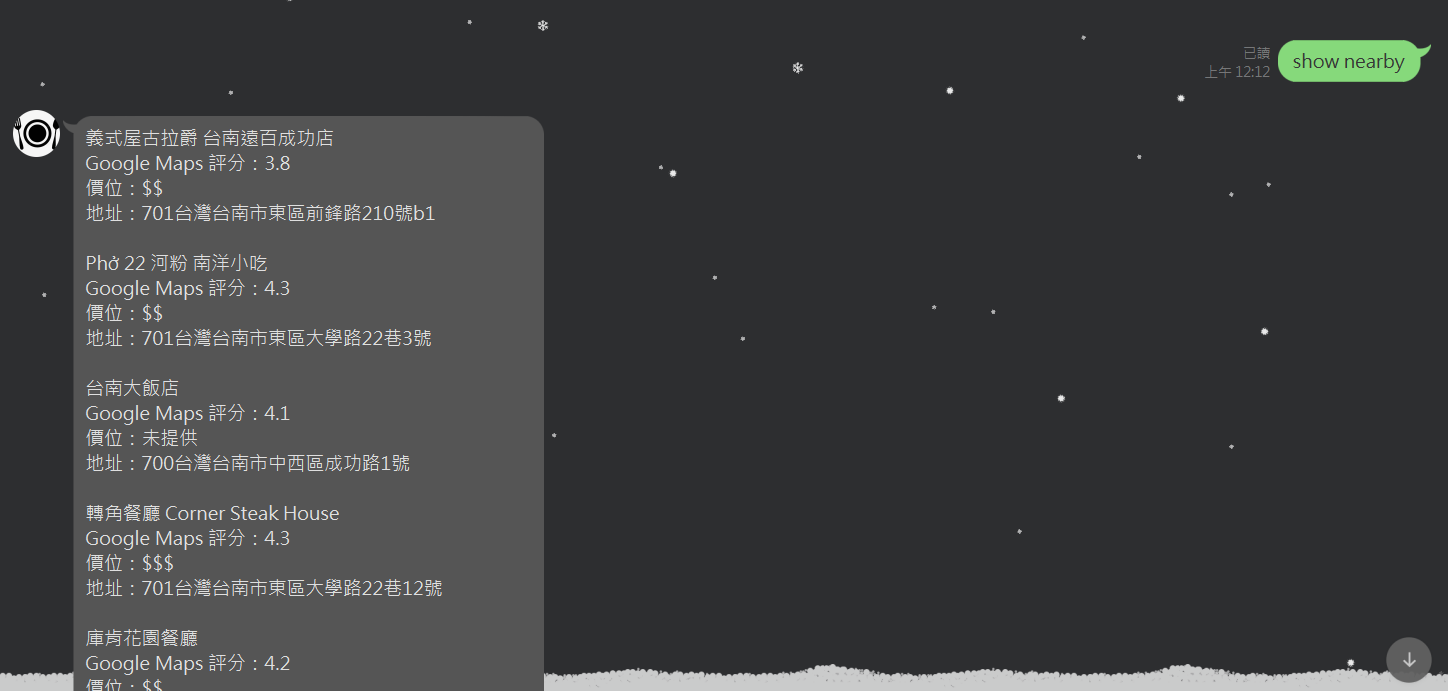 已讀
上午 12:12
show nearby
義式屋古拉爵 台南遠百成功店
Google Maps 評分：3.8
價位：$$
地址：701台灣台南市東區前鋒路210號b1
Phở 22 河粉 南洋小吃
Google Maps 評分：4.3
價位：$$
地址：701台灣台南市東區大學路22巷3號
台南大飯店
Google Maps 評分：4.1
價位：未提供
地址：700台灣台南市中西區成功路1號
轉角餐廳 Corner Steak House
Google Maps 評分：4.3
價位：$$$
地址：701台灣台南市東區大學路22巷12號
庫肯花園餐廳
Google Maps 評分：4.2
價位：$$